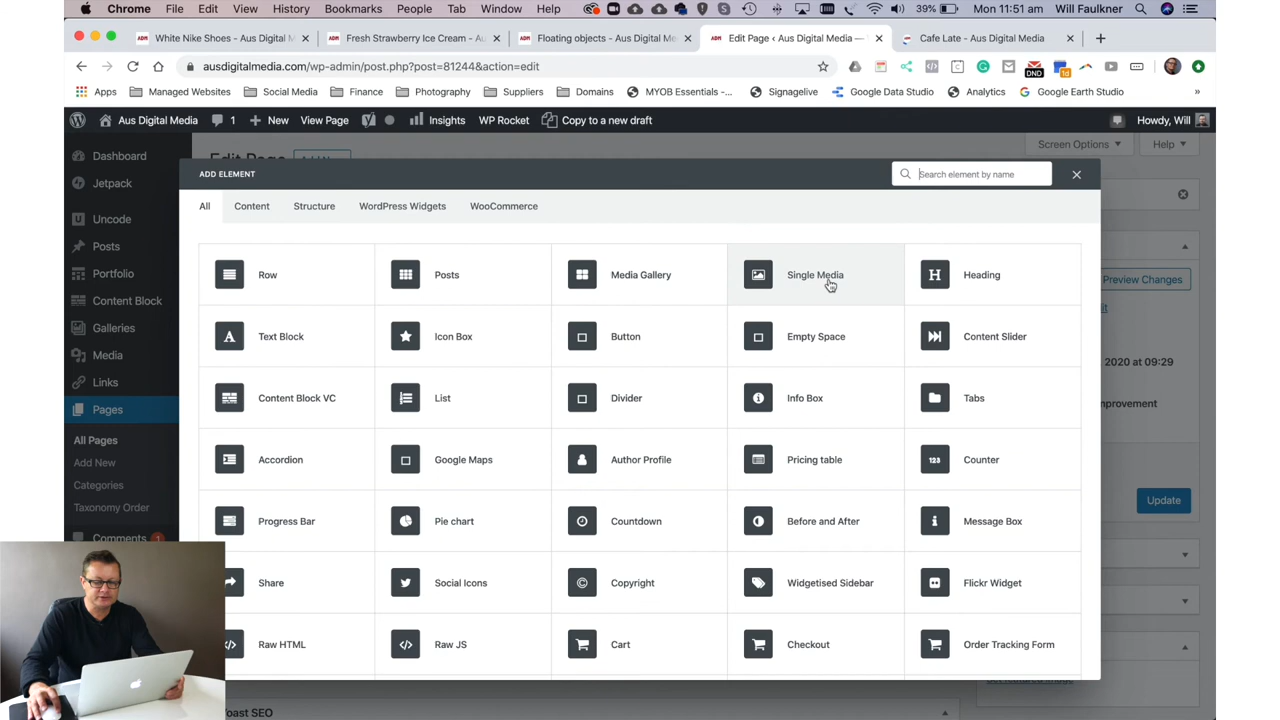 Chrome File Edit View History Bookmarks People Tab Window Help 39% Mon 11:51 am Will Faulkner
White Nike Shoes - Aus Digital M × Fresh Strawberry Ice Cream - Au × Floating objects - Aus Digital Me × Edit Page ‹ Aus Digital Media — × Cafe Late - Aus Digital Media ×
ausdigitalmedia.com/wp-admin/post.php?post=81244&action=edit
Apps Managed Websites Social Media Finance Photography Suppliers Domains MYOB Essentials -... Signagelive Google Data Studio Analytics Google Earth Studio »
Aus Digital Media 1 New View Page Insights WP Rocket Copy to a new draft Howdy, Will
Screen Options Help
Dashboard
Jetpack
Uncode
Posts
Portfolio
Content Block
Galleries
Media
Links
Pages
All Pages
Add New
Categories
Taxonomy Order
Comments 1
ADD ELEMENT Search element by name
All Content Structure WordPress Widgets WooCommerce
Row Posts Media Gallery Single Media Heading
Text Block Icon Box Button Empty Space Content Slider
Content Block VC List Divider Info Box Tabs
Accordion Google Maps Author Profile Pricing table Counter
Progress Bar Pie chart Countdown Before and After Message Box
Share Social Icons Copyright Widgetised Sidebar Flickr Widget
Raw HTML Raw JS Cart Checkout Order Tracking Form
Preview Changes
2020 at 09:29
Update